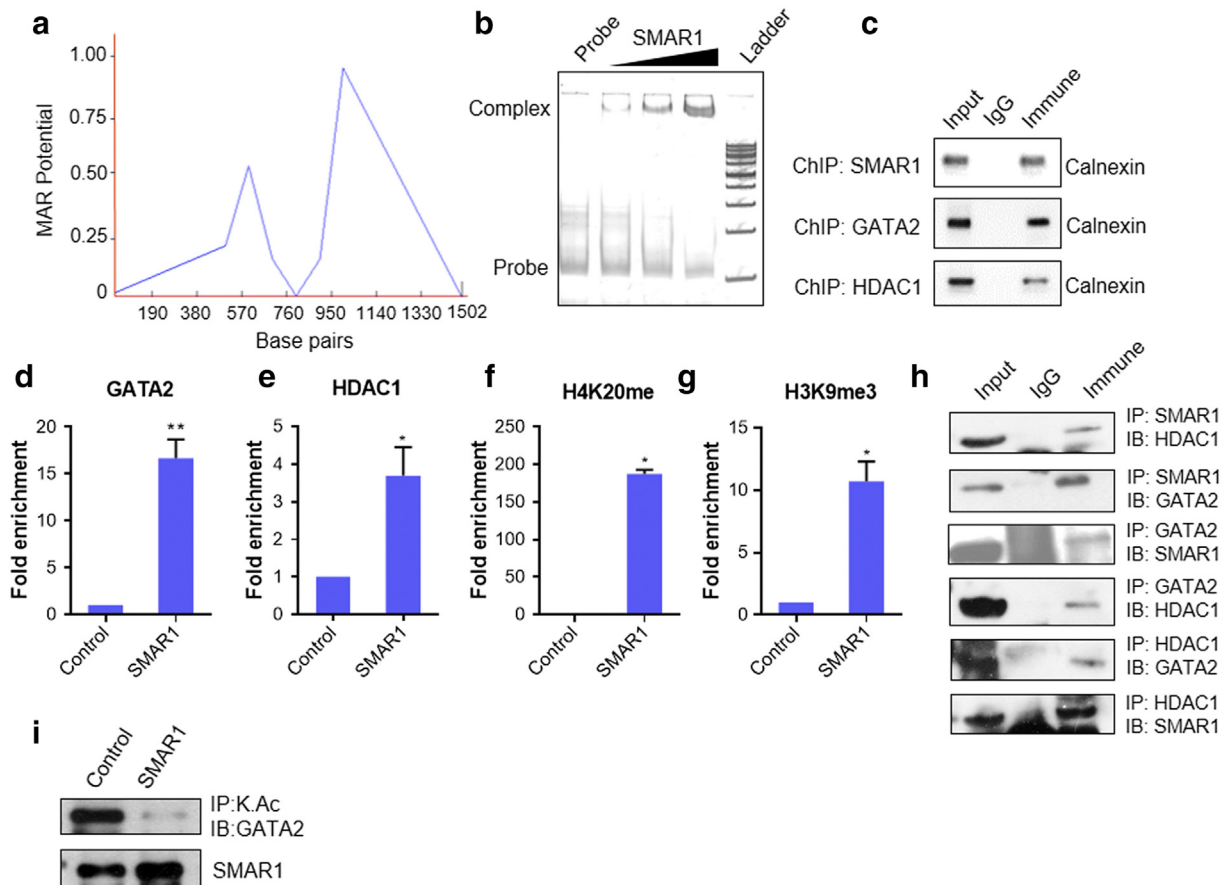 a
1.00
0.75
0.50
0.25
0
190 380 570 760 950 1140 1330 1502
MAR Potential
Base pairs
b
Probe SMAR1 Ladder
Complex
Probe
c
Input IgG Immune
ChIP: SMAR1 Calnexin
ChIP: GATA2 Calnexin
ChIP: HDAC1 Calnexin
d
GATA2
Fold enrichment
20
15
10
5
0
**
Control SMAR1
e
HDAC1
Fold enrichment
5
4
3
2
1
0
*
Control SMAR1
f
H4K20me
Fold enrichment
250
200
150
100
50
0
*
Control SMAR1
g
H3K9me3
Fold enrichment
15
10
5
0
*
Control SMAR1
h
Input IgG Immune
IP: SMAR1
IB: HDAC1
IP: SMAR1
IB: GATA2
IP: GATA2
IB: SMAR1
IP: GATA2
IB: HDAC1
IP: HDAC1
IB: GATA2
IP: HDAC1
IB: SMAR1
i
Control SMAR1
IP:K.Ac
IB:GATA2
SMAR1